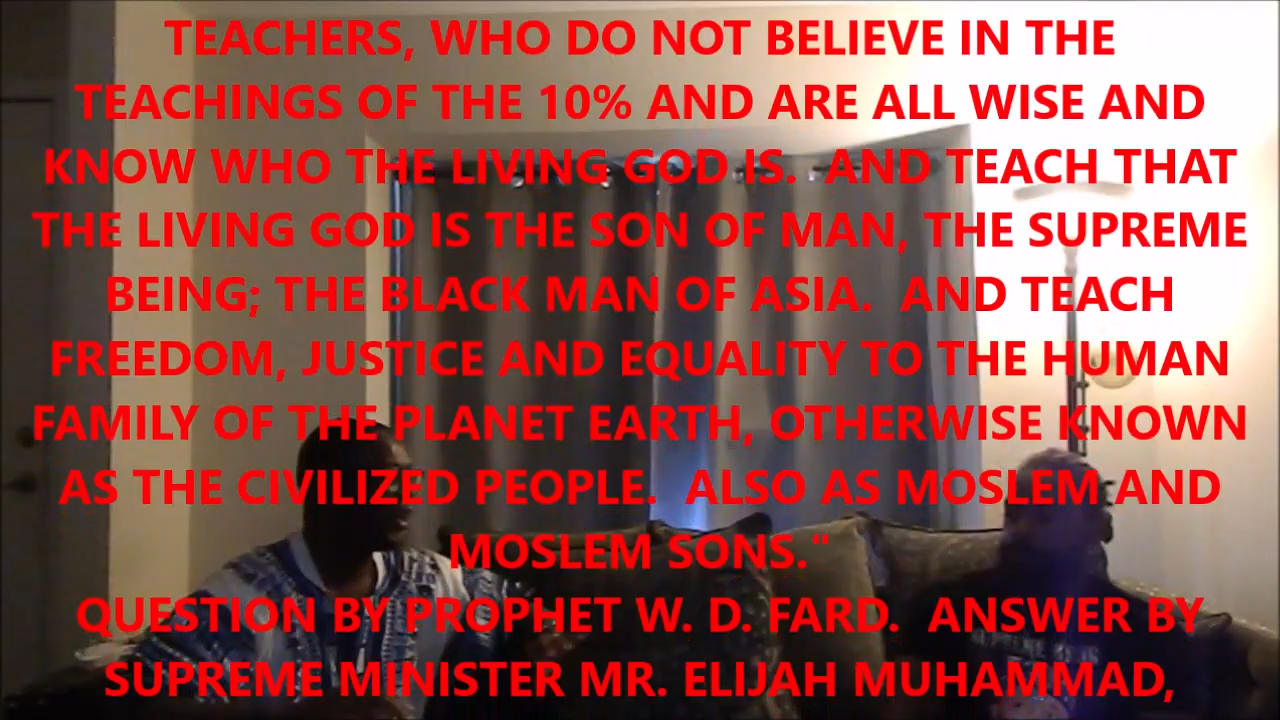 TEACHERS, WHO DO NOT BELIEVE IN THE
TEACHINGS OF THE 10% AND ARE ALL WISE AND
KNOW WHO THE LIVING GOD IS.  AND TEACH THAT
THE LIVING GOD IS THE SON OF MAN, THE SUPREME
BEING; THE BLACK MAN OF ASIA.  AND TEACH
FREEDOM, JUSTICE AND EQUALITY TO THE HUMAN
FAMILY OF THE PLANET EARTH, OTHERWISE KNOWN
AS THE CIVILIZED PEOPLE.  ALSO AS MOSLEM AND
MOSLEM SONS."
QUESTION BY PROPHET W. D. FARD.  ANSWER BY
SUPREME MINISTER MR. ELIJAH MUHAMMAD,